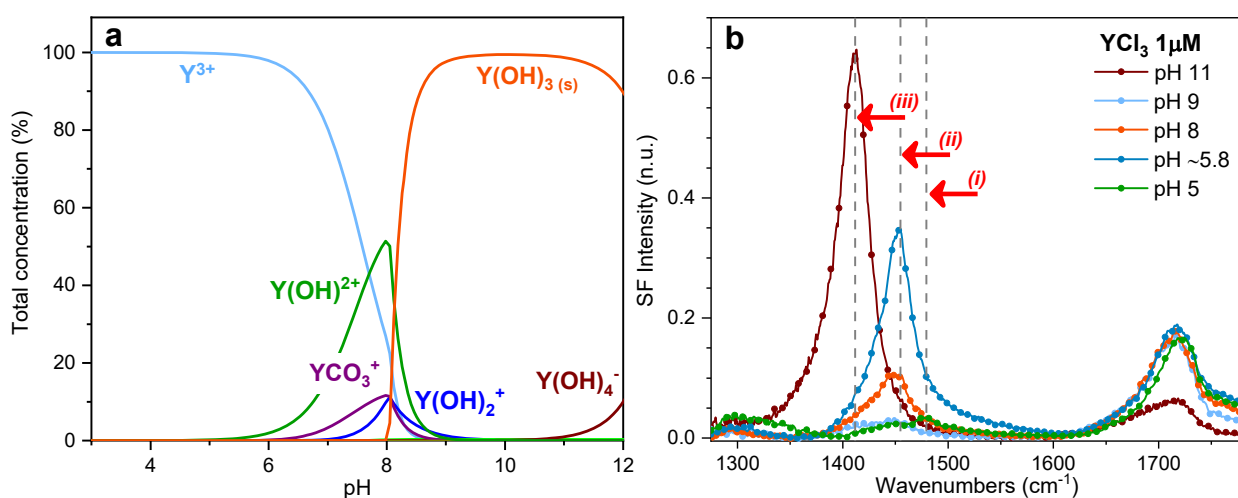 a
Total concentration (%)
100
80
60
40
20
0
4
6
8
10
12
pH
Y³⁺
Y(OH)₃ ₍ₛ₎
Y(OH)²⁺
YCO₃⁺
Y(OH)₂⁺
Y(OH)₄⁻
b
SF Intensity (n.u.)
0.6
0.4
0.2
0.0
1300
1400
1500
1600
1700
Wavenumbers (cm⁻¹)
(iii)
(ii)
(i)
YCl₃ 1μM
pH 11
pH 9
pH 8
pH ~5.8
pH 5